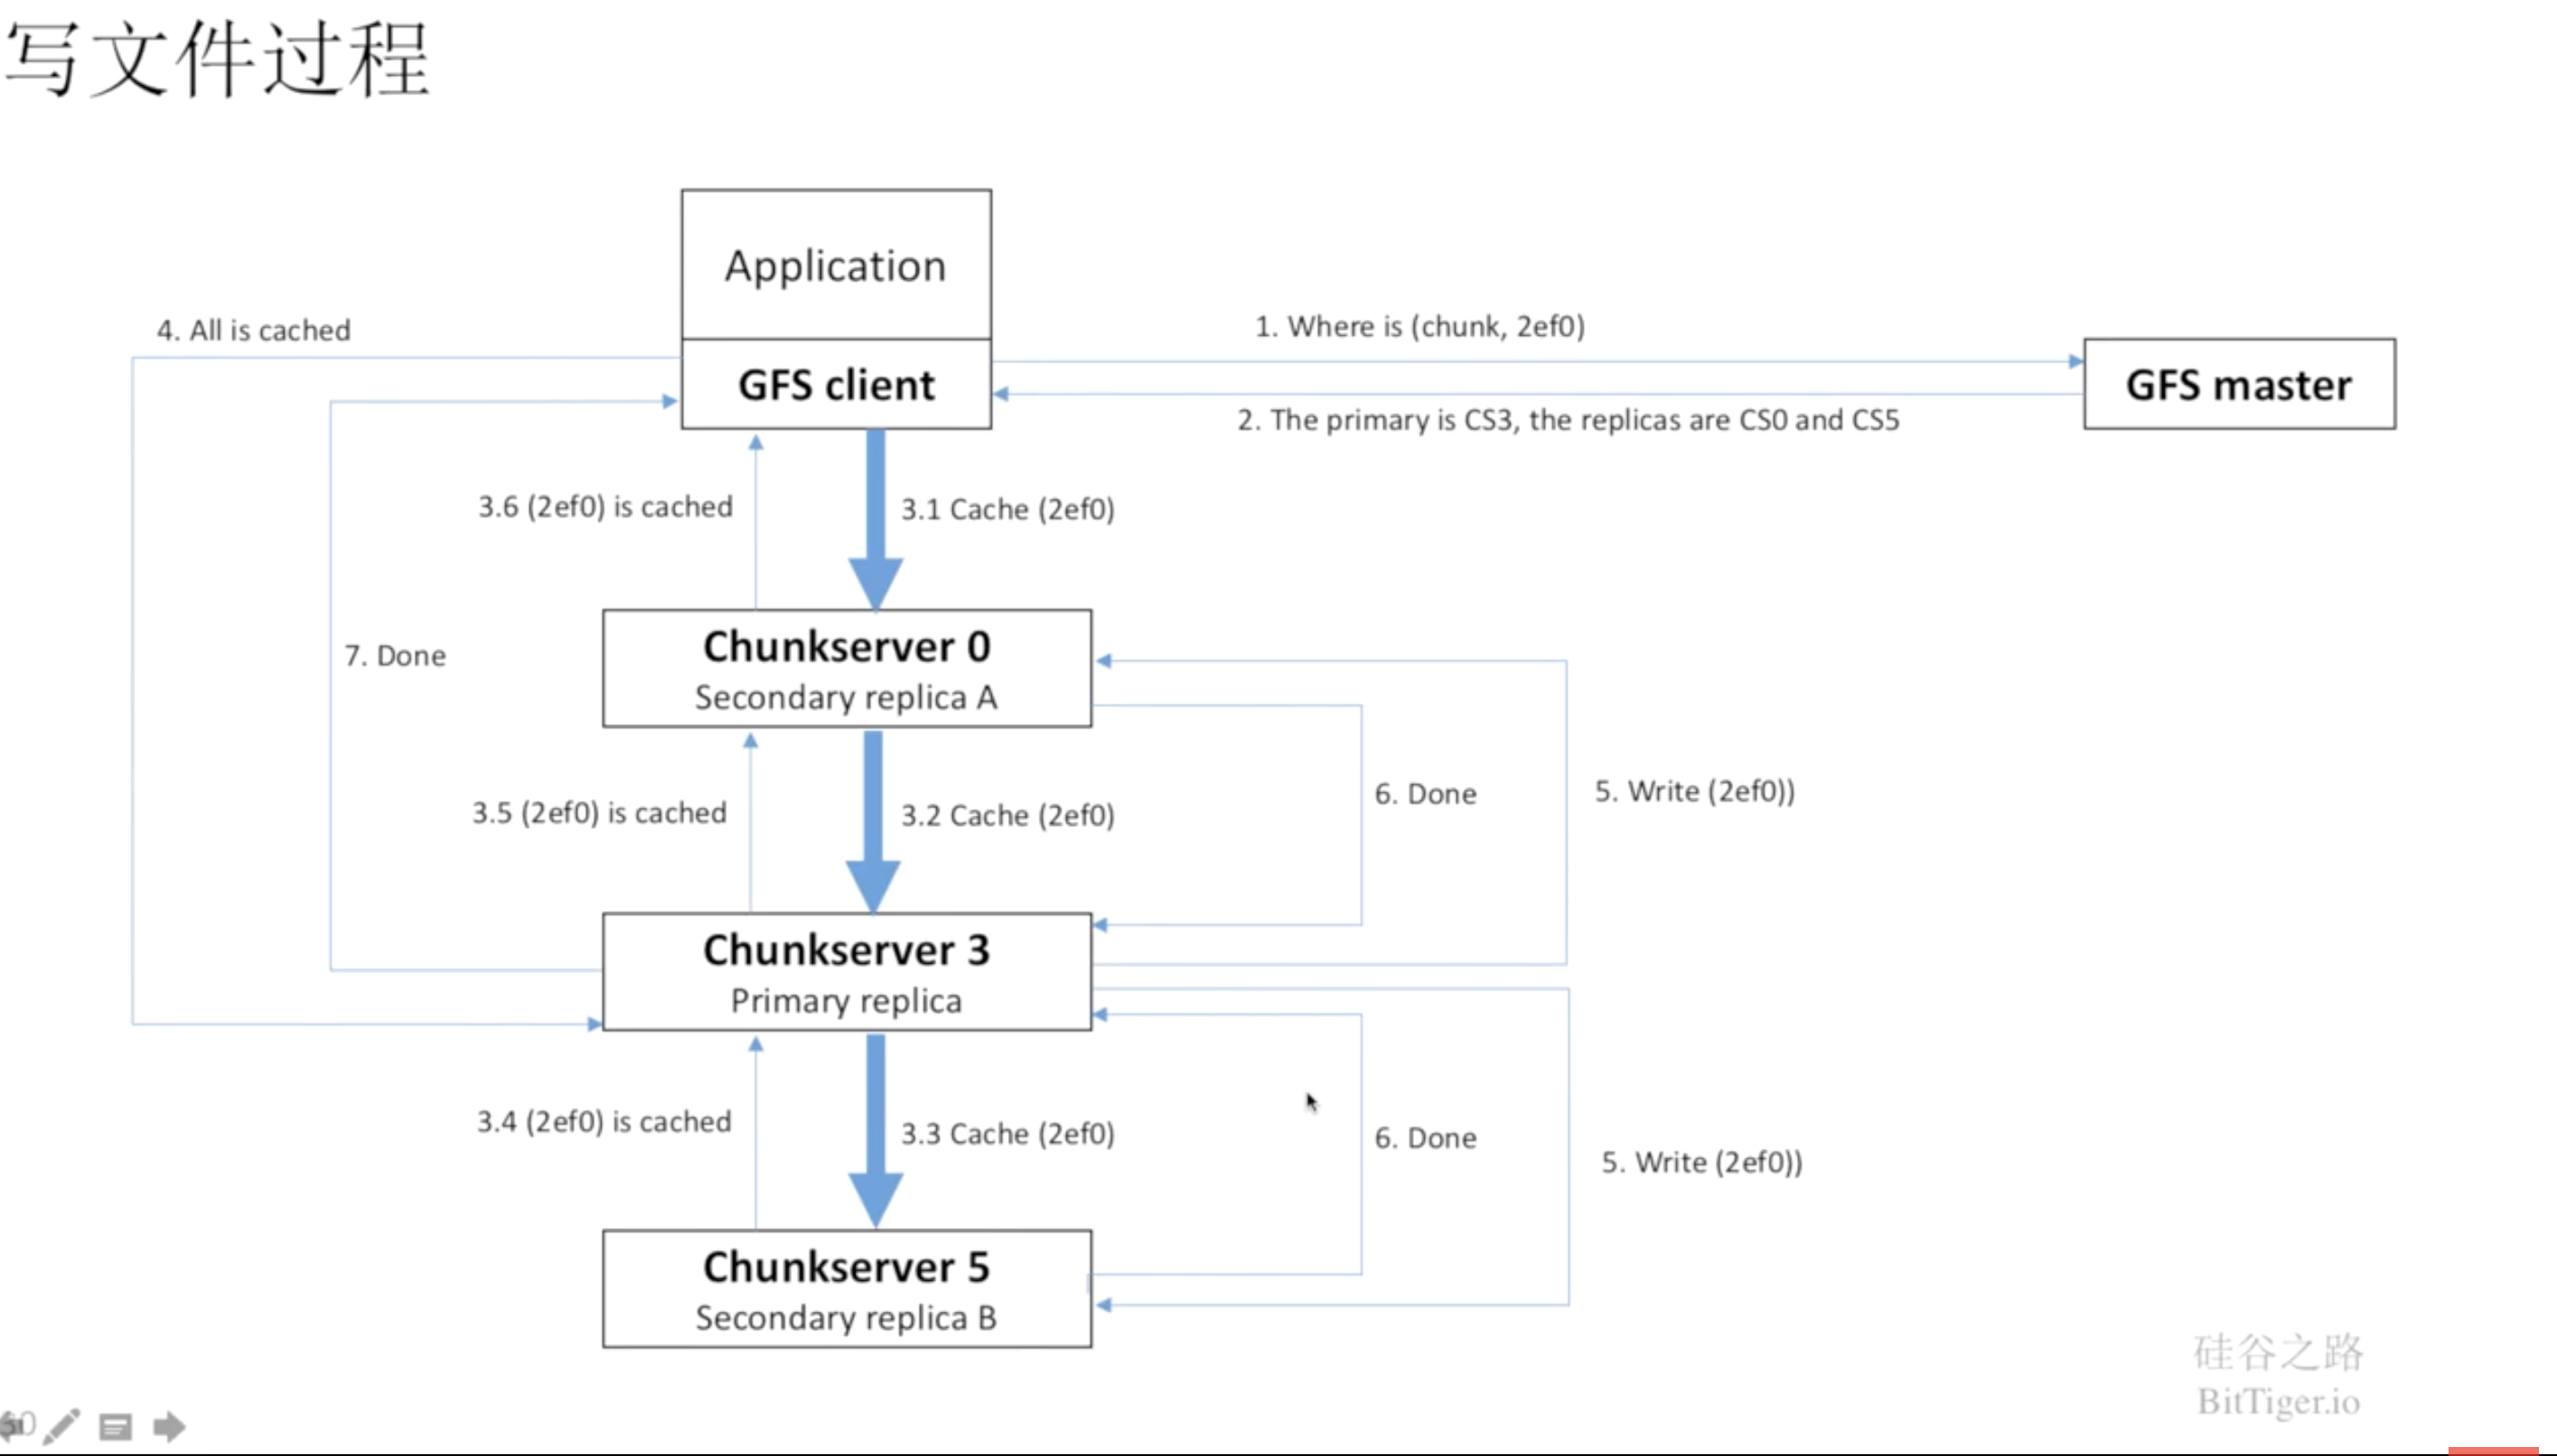 写文件过程
Application
GFS client
4. All is cached
1. Where is (chunk, 2ef0)
GFS master
2. The primary is CS3, the replicas are CS0 and CS5
3.6 (2ef0) is cached
3.1 Cache (2ef0)
Chunkserver 0
Secondary replica A
7. Done
3.5 (2ef0) is cached
3.2 Cache (2ef0)
6. Done
5. Write (2ef0))
Chunkserver 3
Primary replica
3.4 (2ef0) is cached
3.3 Cache (2ef0)
6. Done
5. Write (2ef0))
Chunkserver 5
Secondary replica B
硅谷之路
BitTiger.io